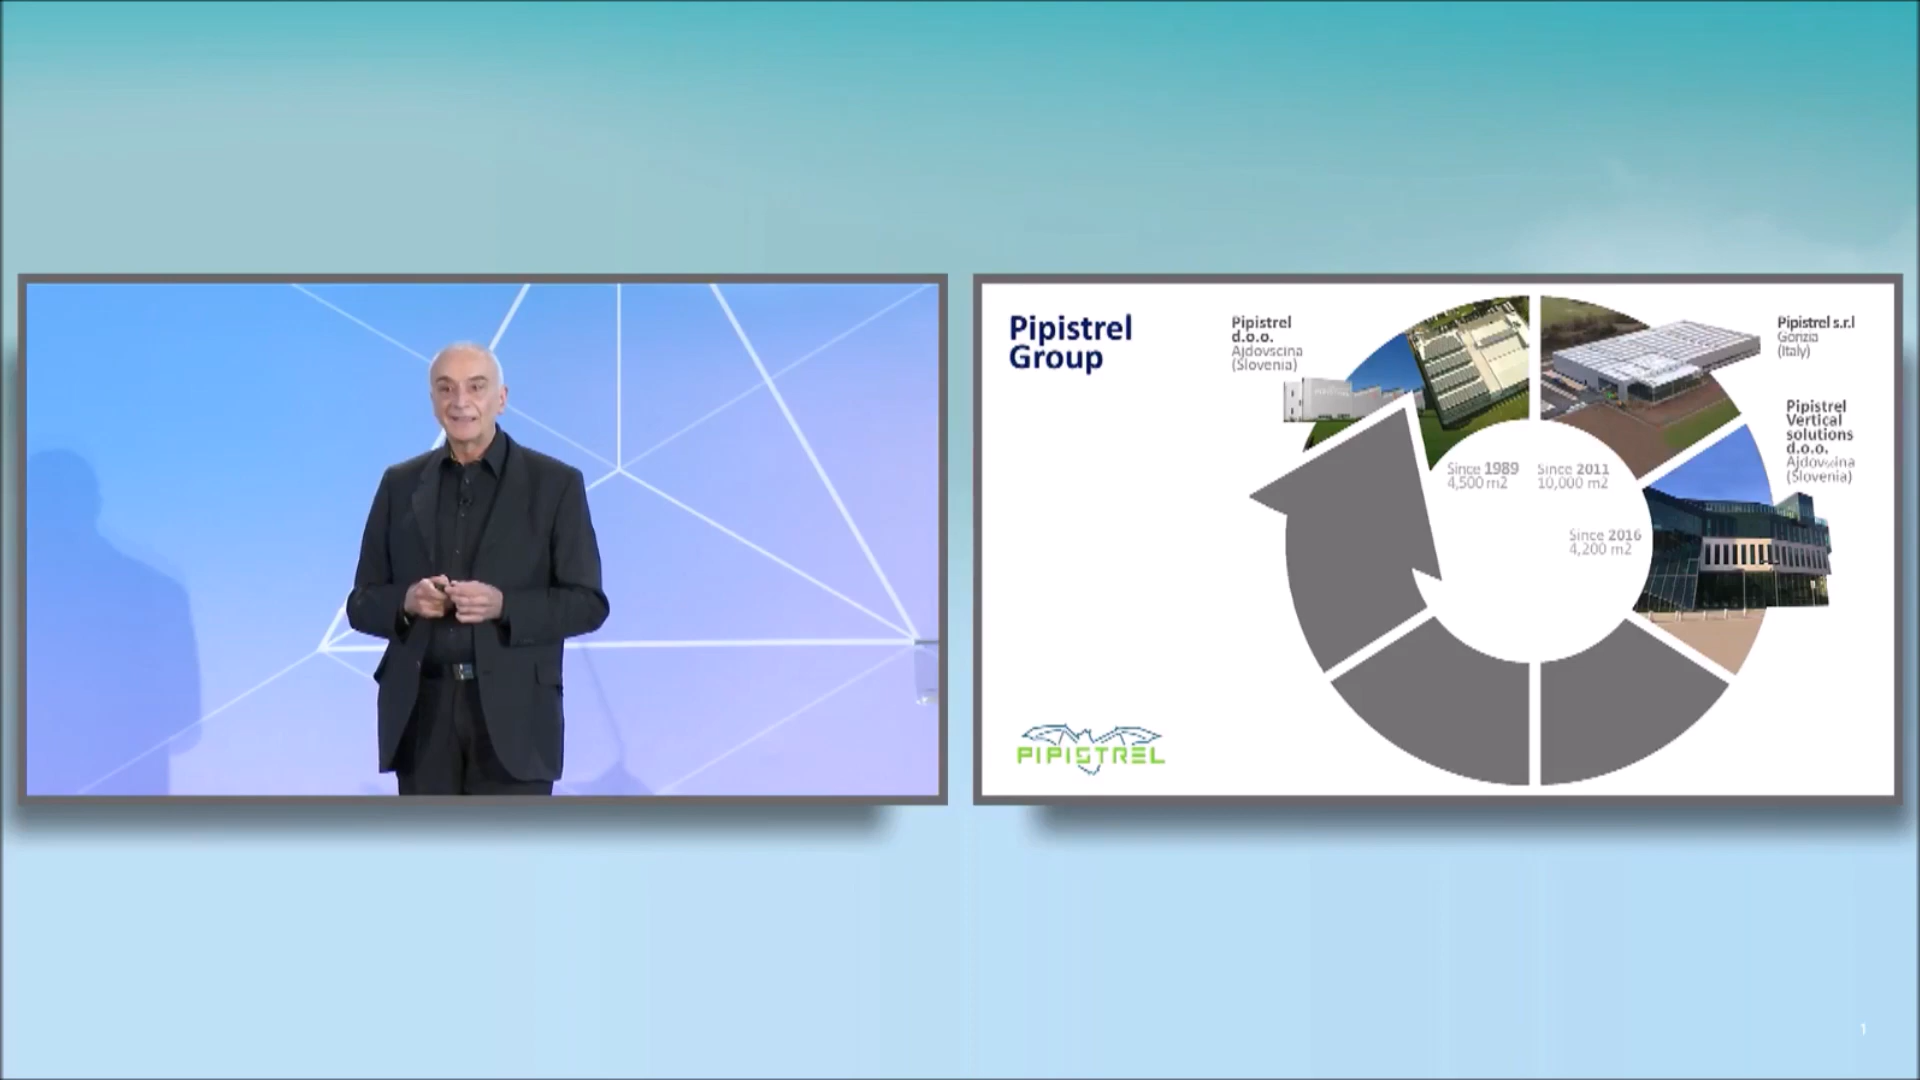 Pipistrel
Group
Pipistrel
d.o.o.
Ajdovscina
(Slovenia)
Pipistrel s.r.l
Gorizia
(Italy)
Pipistrel
Vertical
solutions
d.o.o.
Ajdovscina
(Slovenia)
Since 1989
4,500 m2
Since 2011
10,000 m2
Since 2016
4,200 m2
PIPISTREL
1